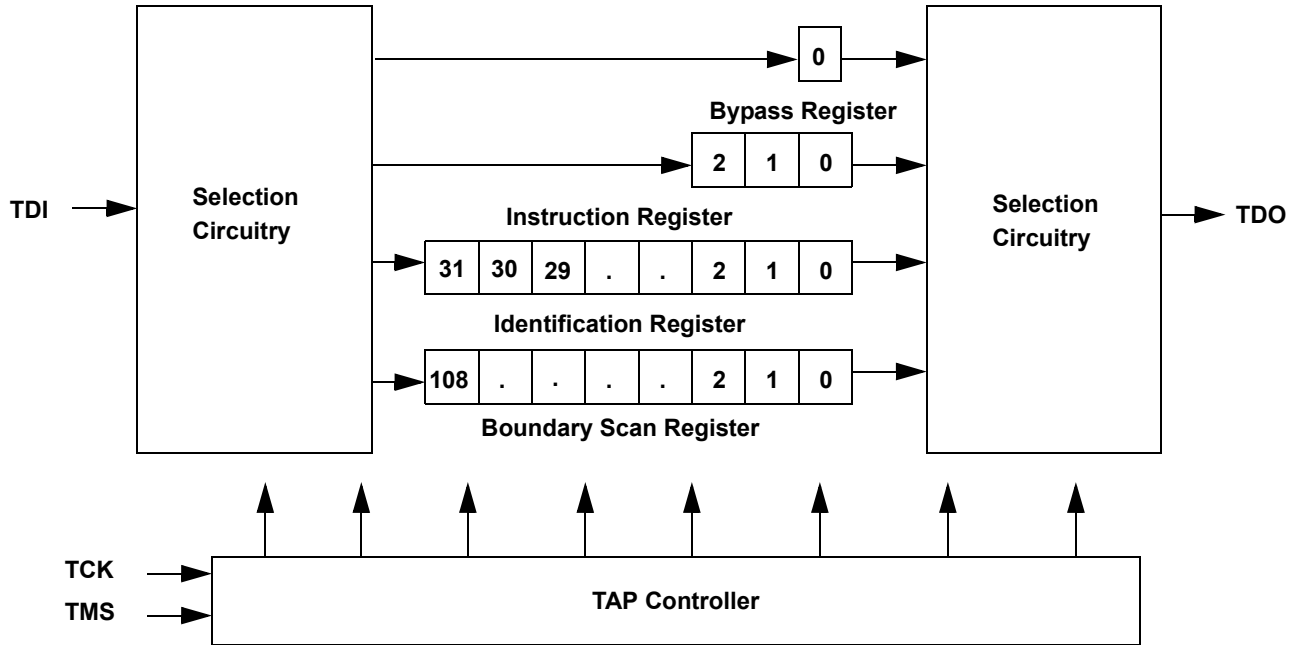 0
Bypass Register
2 1 0
Selection
Circuitry
Selection
Circuitry
TDI
TDO
Instruction Register
31 30 29 . . 2 1 0
Identification Register
108 . . . . 2 1 0
Boundary Scan Register
TCK
TMS
TAP Controller